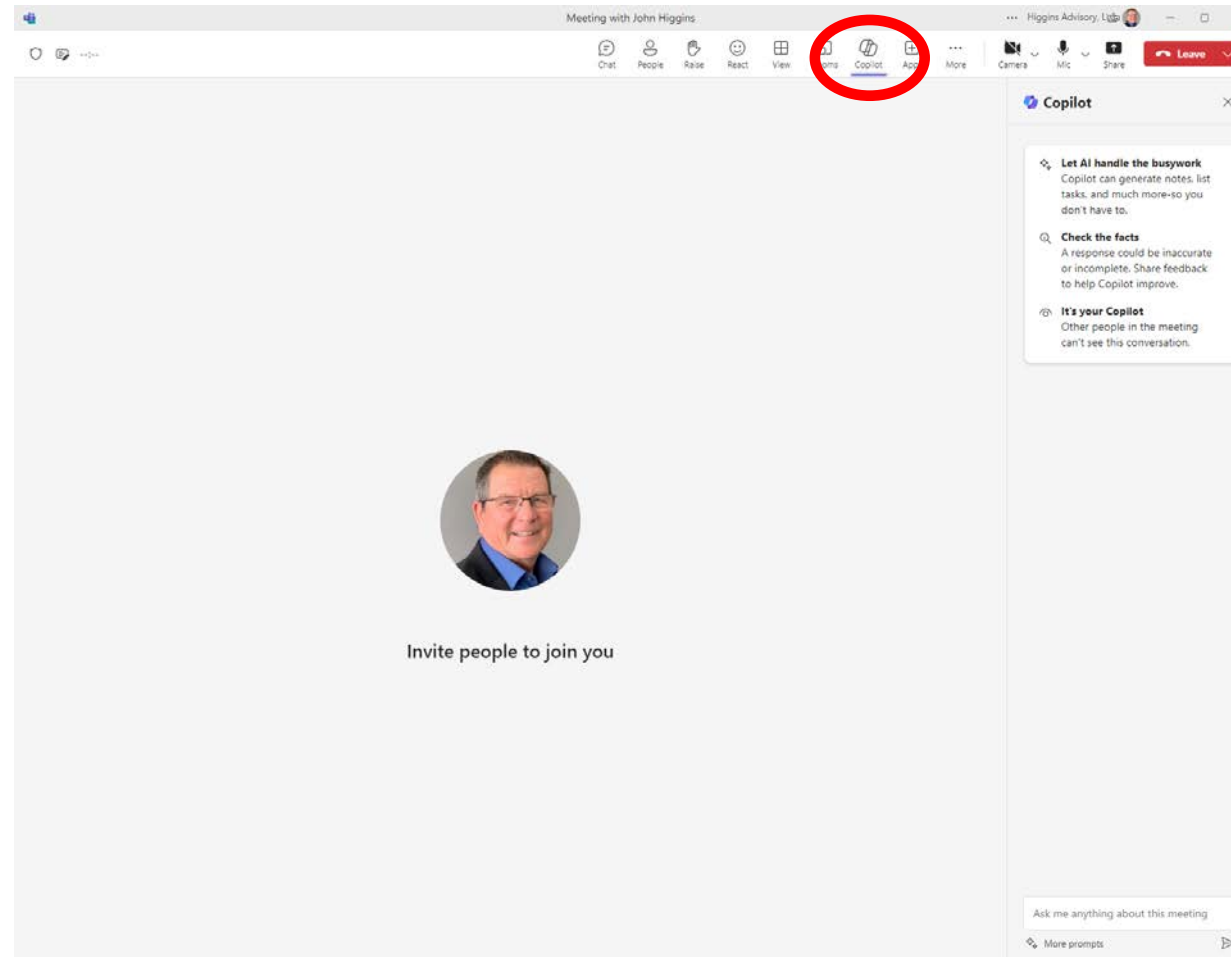 Meeting with John Higgins
Higgins Advisory,
--:--
Chat People Raise React View Copilot More Camera Mic Share Leave
Copilot
Let AI handle the busywork
Copilot can generate notes, list
tasks, and much more-so you
don't have to.
Check the facts
A response could be inaccurate
or incomplete. Share feedback
to help Copilot improve.
It's your Copilot
Other people in the meeting
can't see this conversation.
Invite people to join you
Ask me anything about this meeting
More prompts